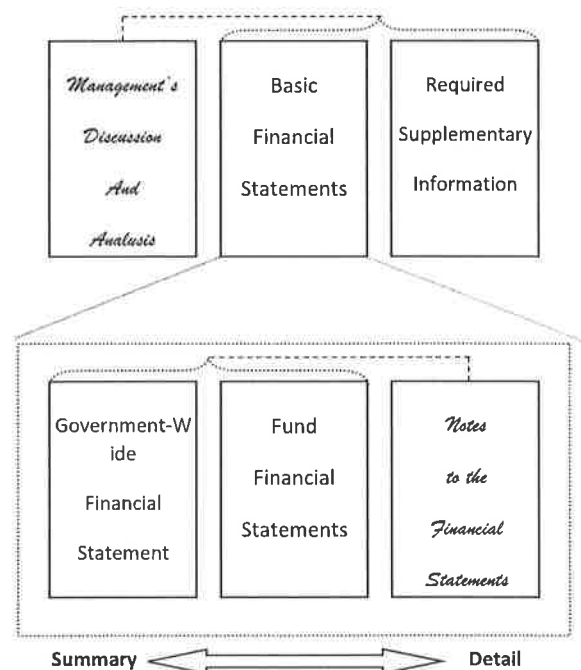 Management's
Discussion
And
Analusis
Basic
Financial
Statements
Required
Supplementary
Information
Government-W
ide
Financial
Statement
Fund
Financial
Statements
Notes
to the
Financial
Statements
Summary
Detail